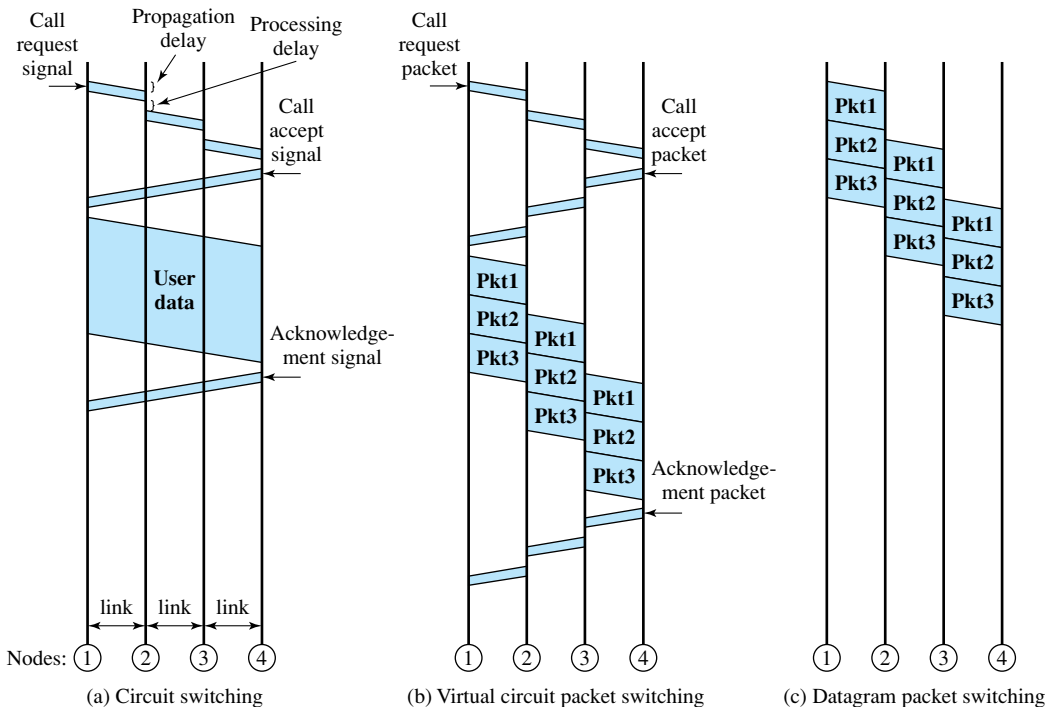 Call
request
signal
Propagation
delay
Processing
delay
}
}
Call
accept
signal
User
data
Acknowledge-
ment signal
link
link
link
Nodes:
1
2
3
4
(a) Circuit switching
Call
request
packet
Call
accept
packet
Pkt1
Pkt2
Pkt3
Pkt1
Pkt2
Pkt3
Pkt1
Pkt2
Pkt3
Acknowledge-
ment packet
1
2
3
4
(b) Virtual circuit packet switching
Pkt1
Pkt2
Pkt3
Pkt1
Pkt2
Pkt3
Pkt1
Pkt2
Pkt3
1
2
3
4
(c) Datagram packet switching